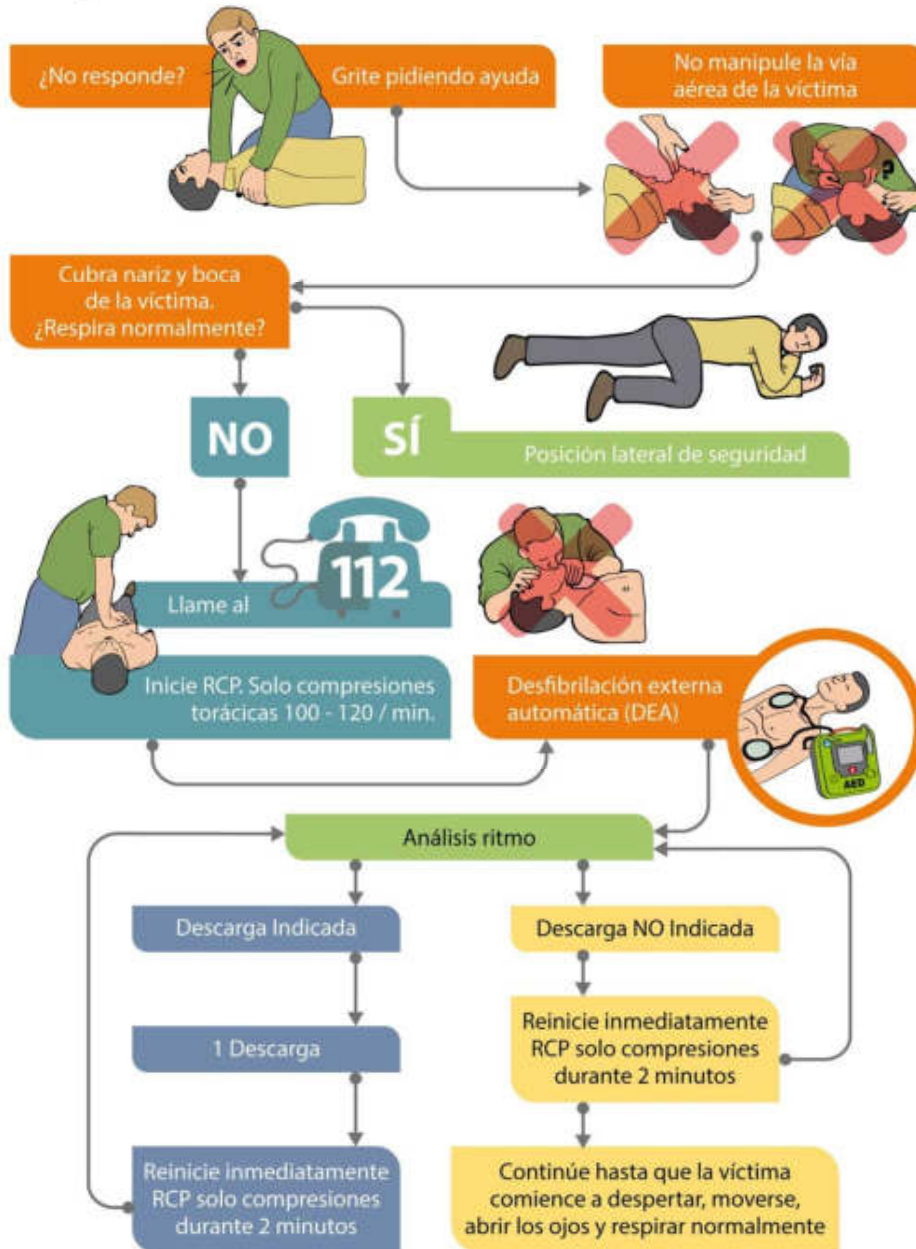 ¿No responde?
Grite pidiendo ayuda
No manipule la vía
aérea de la víctima
Cubra nariz y boca
de la víctima.
¿Respira normalmente?
NO
SÍ
Posición lateral de seguridad
Llame al
112
Inicie RCP. Solo compresiones
torácicas 100 - 120 / min.
Desfibrilación externa
automática (DEA)
AED
Análisis ritmo
Descarga Indicada
Descarga NO Indicada
1 Descarga
Reinicie inmediatamente
RCP solo compresiones
durante 2 minutos
Reinicie inmediatamente
RCP solo compresiones
durante 2 minutos
Continúe hasta que la víctima
comience a despertar, moverse,
abrir los ojos y respirar normalmente